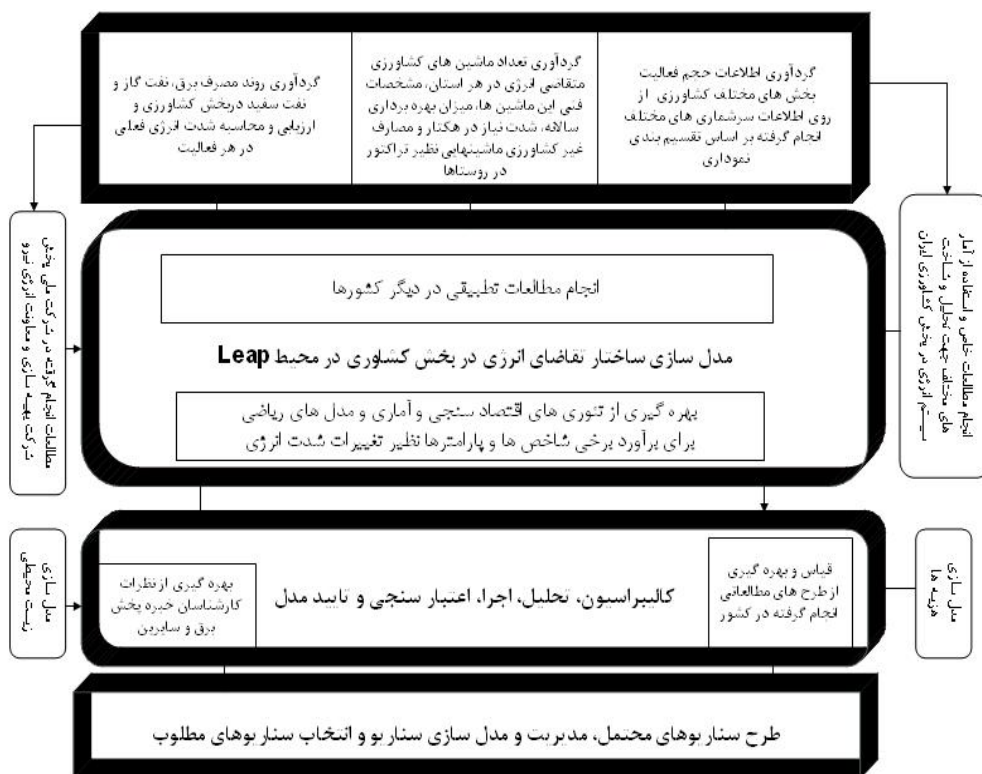 گردآوری اطلاعات حجم فعالیت
بخش های مختلف کشاورزی از
روی اطلاعات سرشماری های مختلف
انجام گرفته بر اساس تقسیم بندی
نموداری
گردآوری تعداد ماشین های کشاورزی
متقاضی انرژی در هر استان، مشخصات
فنی این ماشین ها، میزان بهره برداری
سالانه، شدت نیاز در هکتار و مصارف
غیر کشاورزی ماشینهایی نظیر تراکتور
در روستاها
گردآوری روند مصرف برق، نفت گاز و
نفت سفید دربخش کشاورزی و
ارزیابی و محاسبه شدت انرژی فعلی
در هر فعالیت
انجام مطالعات خاص و استفاده از آمار
های مختلف جهت تحلیل و شناخت
سیستم انرژی در بخش کشاورزی ایران
انجام مطالعات تطبیقی در دیگر کشورها
مدل سازی ساختار تقاضای انرژی در بخش کشاوری در محیط Leap
بهره گیری از تئوری های اقتصاد سنجی و آماری و مدل های ریاضی
برای برآورد برخی شاخص ها و پارامترها نظیر تغییرات شدت انرژی
مطالعات انجام گرفته در شرکت ملی پخش
شرکت بهینه سازی و معاونت انرژی نیرو
مدل سازی
هزینه ها
قیاس و بهره گیری
از طرح های مطالعاتی
انجام گرفته در کشور
کالیبراسیون، تحلیل، اجرا، اعتبار سنجی و تایید مدل
بهره گیری از نظرات
کارشناسان خبره بخش
برق و سایرین
مدل سازی
زیست محیطی
طرح سناریوهای محتمل، مدیریت و مدل سازی سناریو و انتخاب سناریوهای مطلوب